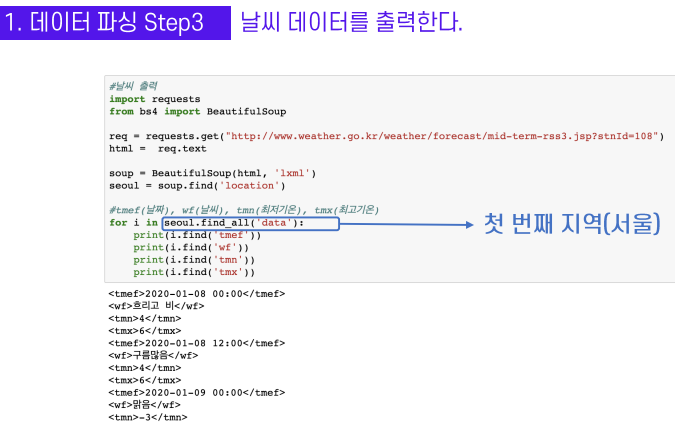 1. 데이터 파싱 Step3 날씨 데이터를 출력한다.
#날씨 출력
import requests
from bs4 import BeautifulSoup
req = requests.get("http://www.weather.go.kr/weather/forecast/mid-term-rss3.jsp?stnId=108")
html =  req.text
soup = BeautifulSoup(html, 'lxml')
seoul = soup.find('location')
#tmef(날짜), wf(날씨), tmn(최저기온), tmx(최고기온)
for i in seoul.find_all('data'): 첫 번째 지역(서울)
    print(i.find('tmef'))
    print(i.find('wf'))
    print(i.find('tmn'))
    print(i.find('tmx'))
<tmef>2020-01-08 00:00</tmef>
<wf>흐리고 비</wf>
<tmn>4</tmn>
<tmx>6</tmx>
<tmef>2020-01-08 12:00</tmef>
<wf>구름많음</wf>
<tmn>4</tmn>
<tmx>6</tmx>
<tmef>2020-01-09 00:00</tmef>
<wf>맑음</wf>
<tmn>-3</tmn>